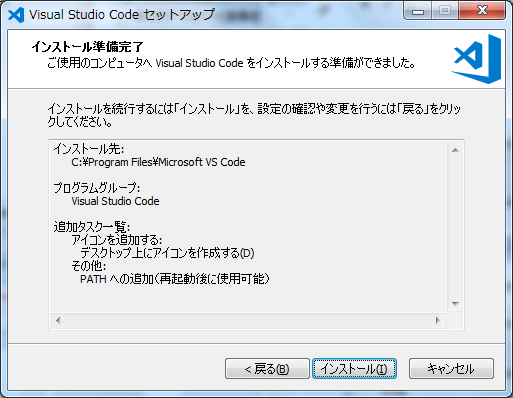 Visual Studio Code セットアップ
インストール準備完了
ご使用のコンピュータへ Visual Studio Code をインストールする準備ができました。
インストールを続行するには「インストール」を、設定の確認や変更を行うには「戻る」をクリッ
クしてください。
インストール先:
C:¥Program Files¥Microsoft VS Code
プログラムグループ:
Visual Studio Code
追加タスク一覧:
アイコンを追加する:
デスクトップ上にアイコンを作成する(D)
その他:
PATH への追加（再起動後に使用可能）
< 戻る(B)
インストール(I)
キャンセル